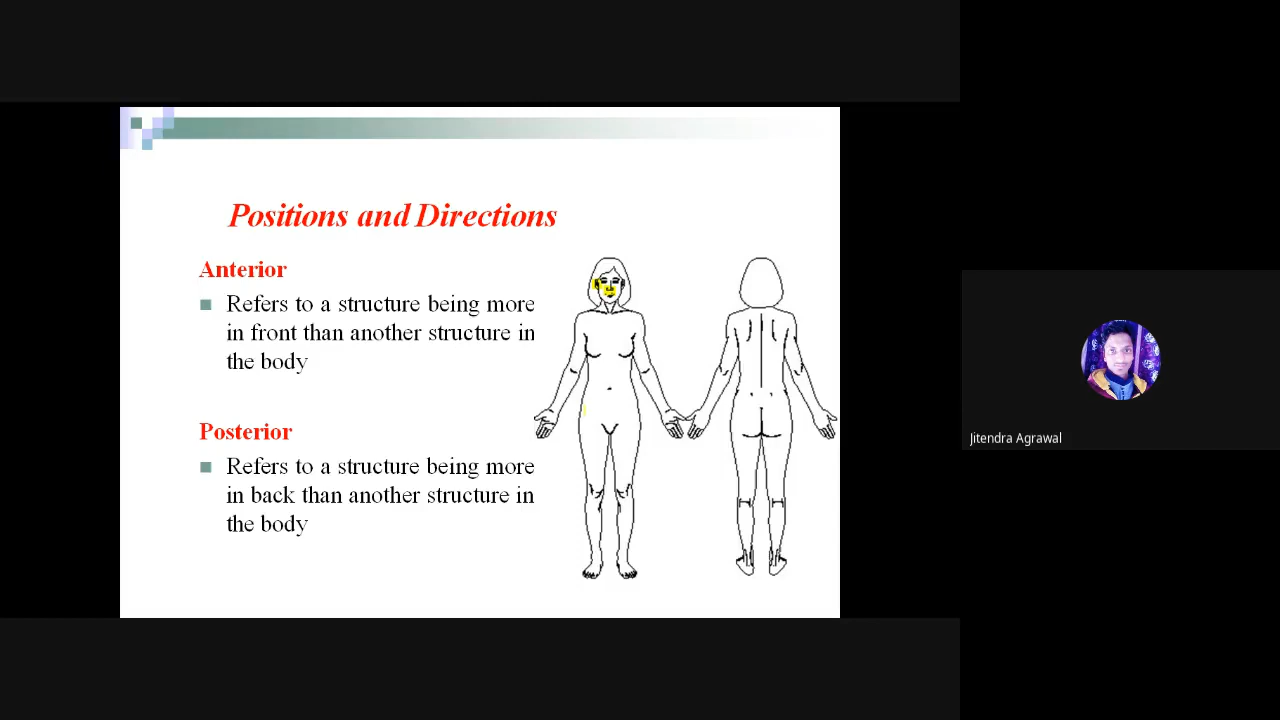 Positions and Directions
Anterior
Refers to a structure being more
in front than another structure in
the body
Posterior
Refers to a structure being more
in back than another structure in
the body
Jitendra Agrawal